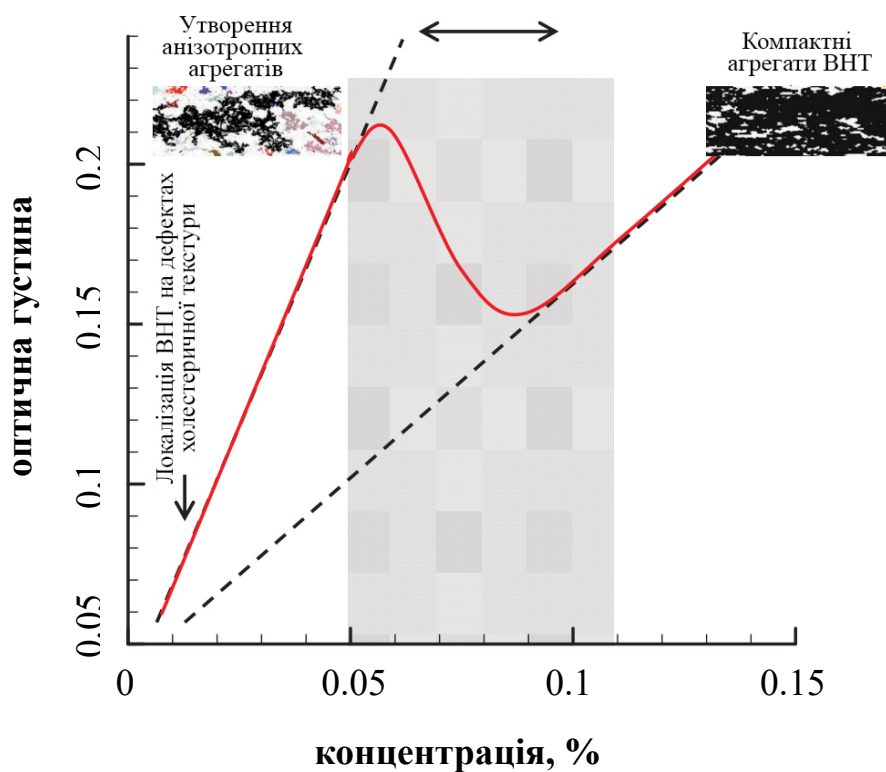 Утворення
анізотропних
агрегатів
Компактні
агрегати ВНТ
Локалізація ВНТ на дефектах
холестеричної текстури
оптична густина
0.2
0.15
0.1
0.05
0
0.05
0.1
0.15
концентрація, %